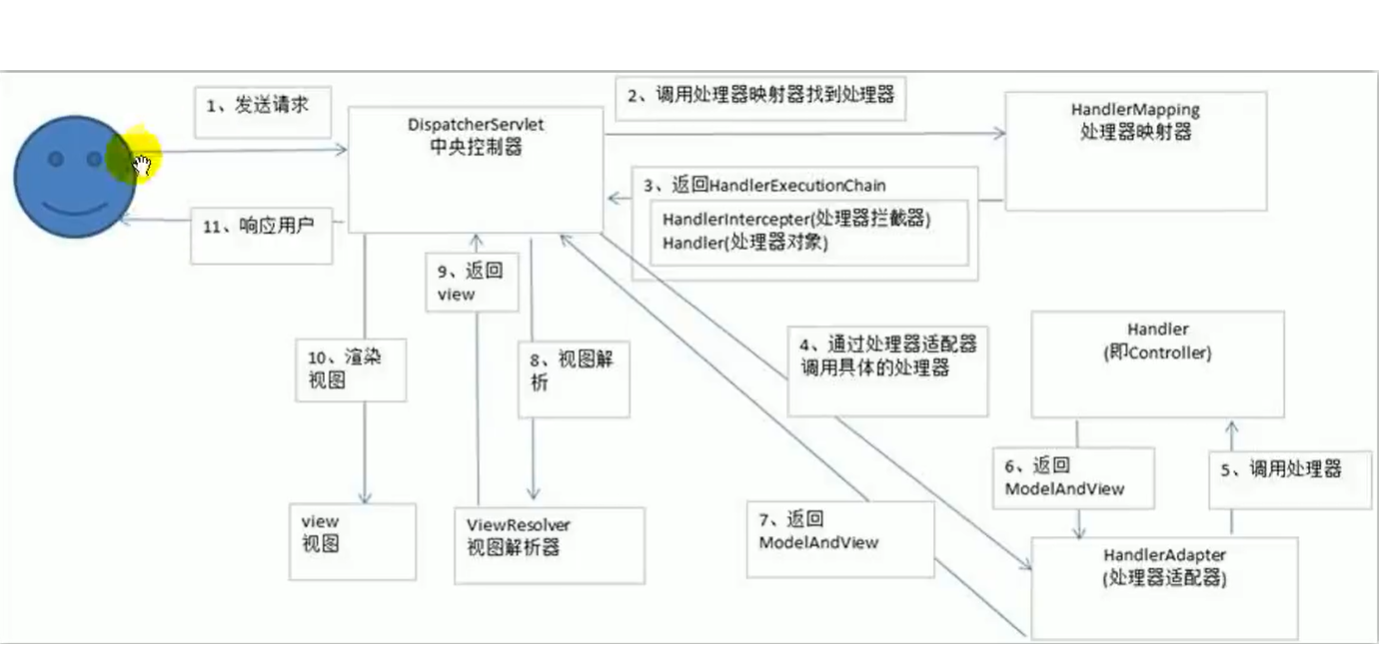 1、发送请求
DispatcherServlet
中央控制器
2、调用处理器映射器找到处理器
HandlerMapping
处理器映射器
3、返回HandlerExecutionChain
HandlerIntercepter(处理器拦截器)
Handler(处理器对象)
11、响应用户
9、返回
view
10、渲染
视图
8、视图解
析
4、通过处理器适配器
调用具体的处理器
Handler
(即Controller)
6、返回
ModelAndView
5、调用处理器
7、返回
ModelAndView
view
视图
ViewResolver
视图解析器
HandlerAdapter
(处理器适配器)